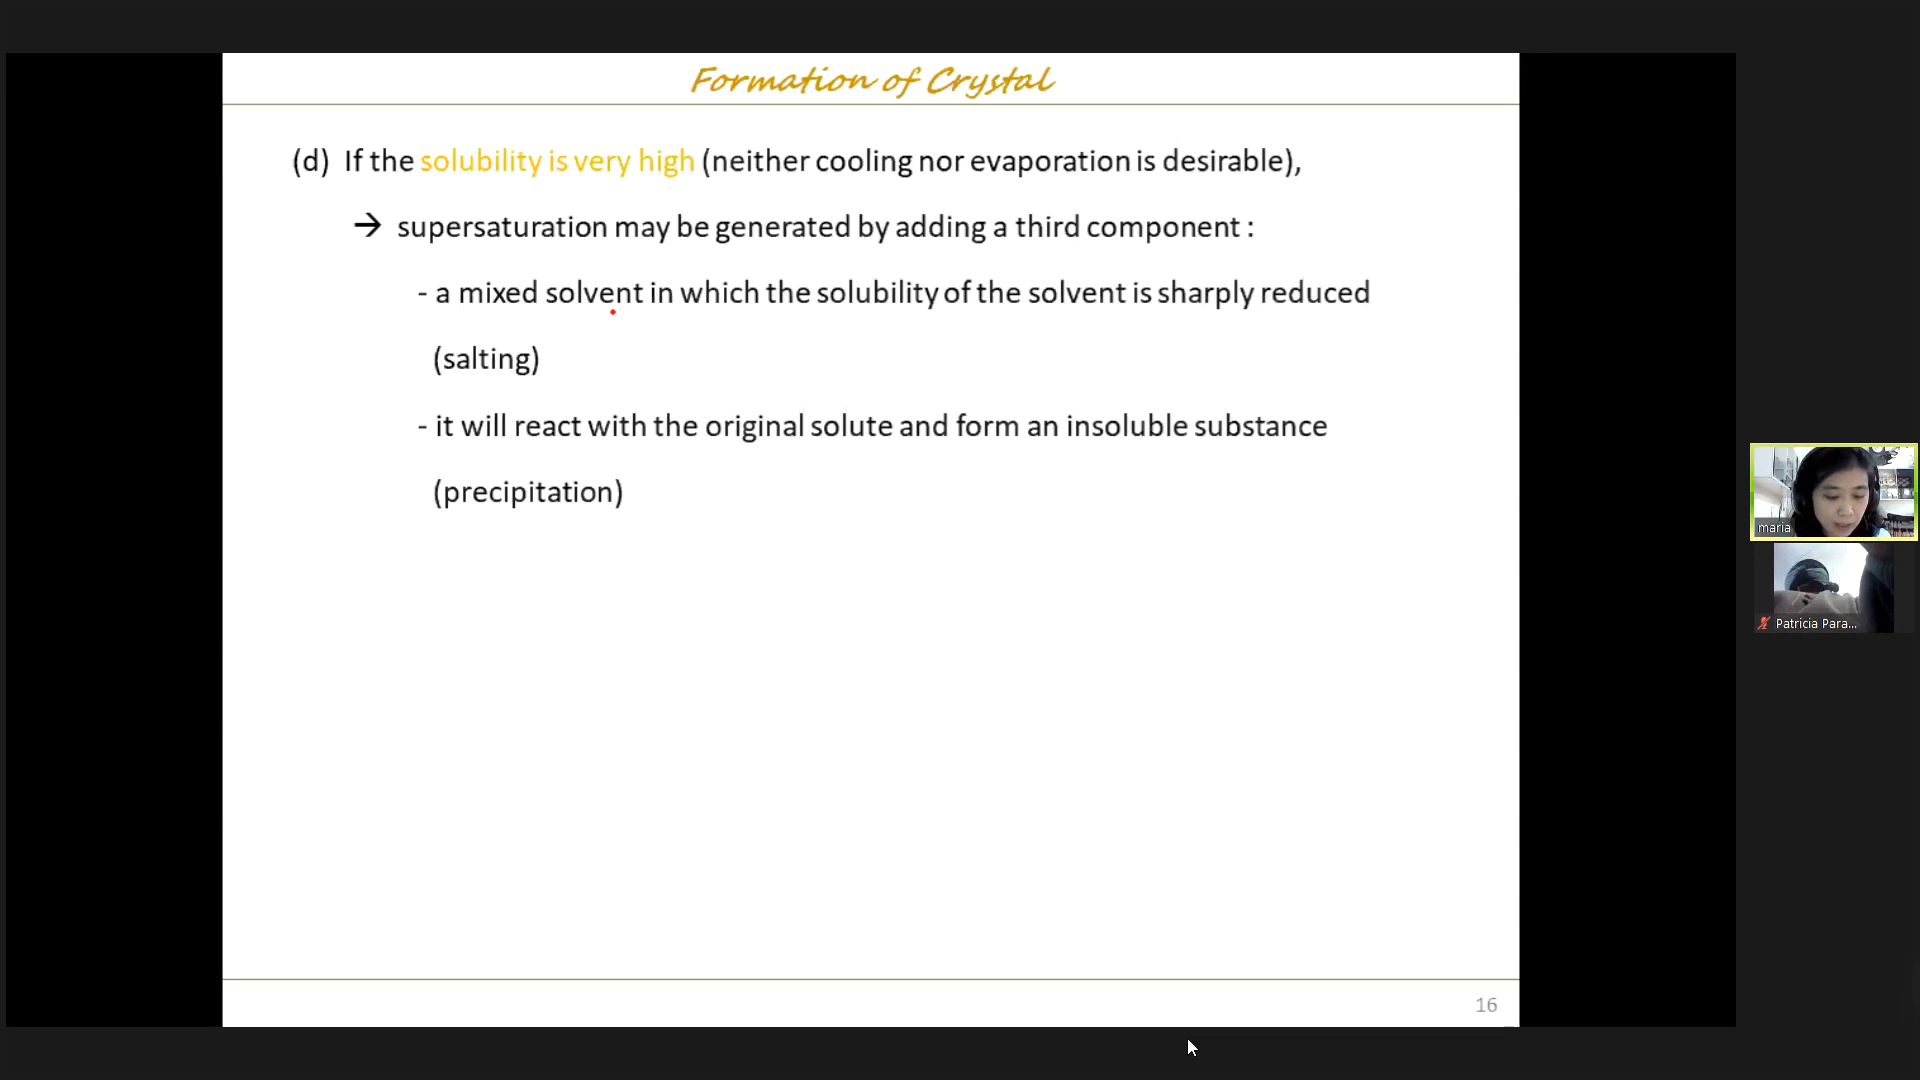 Formation of Crystal
(d) If the solubility is very high (neither cooling nor evaporation is desirable),
→ supersaturation may be generated by adding a third component :
- a mixed solvent in which the solubility of the solvent is sharply reduced
(salting)
- it will react with the original solute and form an insoluble substance
(precipitation)
maria
Patricia Para...
16